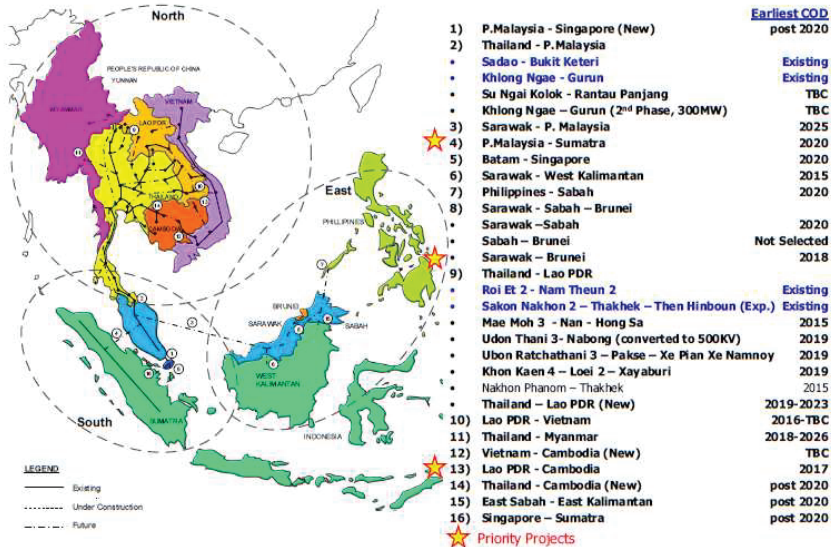 North
PEOPLE'S REPUBLIC OF CHINA
YUNNAN
MYANMAR
VIETNAM
LAO PDR
THAILAND
CAMBODIA
East
PHILLIPINES
BRUNEI
SARAWAK
SABAH
WEST
KALIMANTAN
South
SUMATRA
INDONESIA
LEGEND
Existing
Under Construction
Future
Earliest COD
1) P.Malaysia - Singapore (New) post 2020
2) Thailand - P.Malaysia
• Sadao - Bukit Keteri Existing
• Khlong Ngae - Gurun Existing
• Su Ngai Kolok - Rantau Panjang TBC
• Khlong Ngae – Gurun (2nd Phase, 300MW) TBC
3) Sarawak - P. Malaysia 2025
4) P.Malaysia - Sumatra 2020
5) Batam - Singapore 2020
6) Sarawak - West Kalimantan 2015
7) Philippines - Sabah 2020
8) Sarawak - Sabah – Brunei
• Sarawak –Sabah 2020
• Sabah – Brunei Not Selected
• Sarawak – Brunei 2018
9) Thailand - Lao PDR
• Roi Et 2 - Nam Theun 2 Existing
• Sakon Nakhon 2 – Thakhek – Then Hinboun (Exp.) Existing
• Mae Moh 3 - Nan - Hong Sa 2015
• Udon Thani 3- Nabong (converted to 500KV) 2019
• Ubon Ratchathani 3 – Pakse – Xe Pian Xe Namnoy 2019
• Khon Kaen 4 – Loei 2 – Xayaburi 2019
• Nakhon Phanom – Thakhek 2015
• Thailand – Lao PDR (New) 2019-2023
10) Lao PDR - Vietnam 2016-TBC
11) Thailand - Myanmar 2018-2026
12) Vietnam - Cambodia (New) TBC
13) Lao PDR - Cambodia 2017
14) Thailand - Cambodia (New) post 2020
15) East Sabah - East Kalimantan post 2020
16) Singapore – Sumatra post 2020
Priority Projects